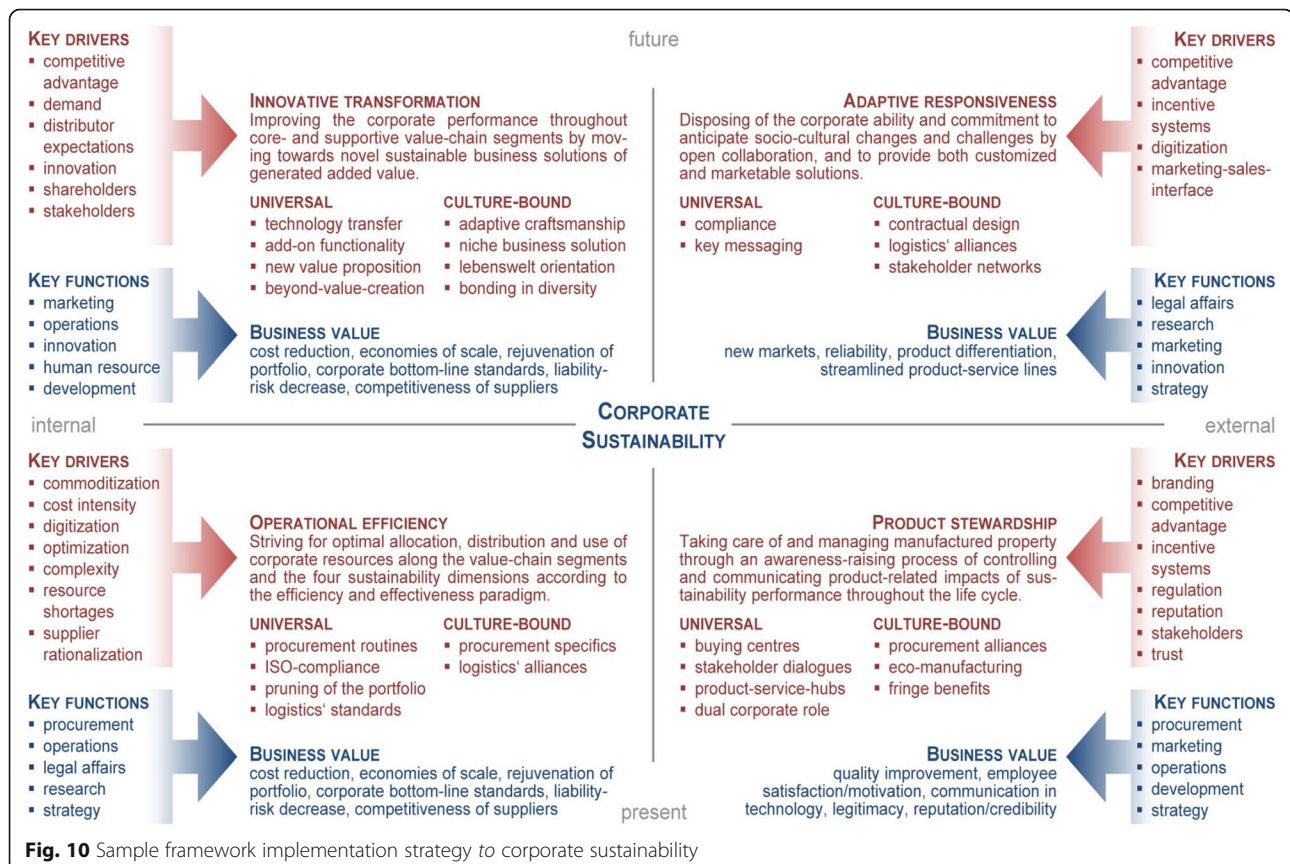 future
KEY DRIVERS
▪ competitive
advantage
▪ demand
▪ distributor
expectations
▪ innovation
▪ shareholders
▪ stakeholders
INNOVATIVE TRANSFORMATION
Improving the corporate performance throughout
core- and supportive value-chain segments by mov-
ing towards novel sustainable business solutions of
generated added value.
UNIVERSAL
▪ technology transfer
▪ add-on functionality
▪ new value proposition
▪ beyond-value-creation
CULTURE-BOUND
▪ adaptive craftsmanship
▪ niche business solution
▪ lebenswelt orientation
▪ bonding in diversity
KEY FUNCTIONS
▪ marketing
▪ operations
▪ innovation
▪ human resource
▪ development
BUSINESS VALUE
cost reduction, economies of scale, rejuvenation of
portfolio, corporate bottom-line standards, liability-
risk decrease, competitiveness of suppliers
ADAPTIVE RESPONSIVENESS
Disposing of the corporate ability and commitment to
anticipate socio-cultural changes and challenges by
open collaboration, and to provide both customized
and marketable solutions.
UNIVERSAL
▪ compliance
▪ key messaging
CULTURE-BOUND
▪ contractual design
▪ logistics‘ alliances
▪ stakeholder networks
KEY DRIVERS
▪ competitive
advantage
▪ incentive
systems
▪ digitization
▪ marketing-sales-
interface
BUSINESS VALUE
new markets, reliability, product differentiation,
streamlined product-service lines
KEY FUNCTIONS
▪ legal affairs
▪ research
▪ marketing
▪ innovation
▪ strategy
internal
CORPORATE
SUSTAINABILITY
external
KEY DRIVERS
▪ commoditization
▪ cost intensity
▪ digitization
▪ optimization
▪ complexity
▪ resource
shortages
▪ supplier
rationalization
OPERATIONAL EFFICIENCY
Striving for optimal allocation, distribution and use of
corporate resources along the value-chain segments
and the four sustainability dimensions according to
the efficiency and effectiveness paradigm.
UNIVERSAL
▪ procurement routines
▪ ISO-compliance
▪ pruning of the portfolio
▪ logistics‘ standards
CULTURE-BOUND
▪ procurement specifics
▪ logistics‘ alliances
KEY FUNCTIONS
▪ procurement
▪ operations
▪ legal affairs
▪ research
▪ strategy
BUSINESS VALUE
cost reduction, economies of scale, rejuvenation of
portfolio, corporate bottom-line standards, liability-
risk decrease, competitiveness of suppliers
PRODUCT STEWARDSHIP
Taking care of and managing manufactured property
through an awareness-raising process of controlling
and communicating product-related impacts of sus-
tainability performance throughout the life cycle.
UNIVERSAL
▪ buying centres
▪ stakeholder dialogues
▪ product-service-hubs
▪ dual corporate role
CULTURE-BOUND
▪ procurement alliances
▪ eco-manufacturing
▪ fringe benefits
KEY DRIVERS
▪ branding
▪ competitive
advantage
▪ incentive
systems
▪ regulation
▪ reputation
▪ stakeholders
▪ trust
BUSINESS VALUE
quality improvement, employee
satisfaction/motivation, communication in
technology, legitimacy, reputation/credibility
KEY FUNCTIONS
▪ procurement
▪ marketing
▪ operations
▪ development
▪ strategy
present
Fig. 10 Sample framework implementation strategy to corporate sustainability